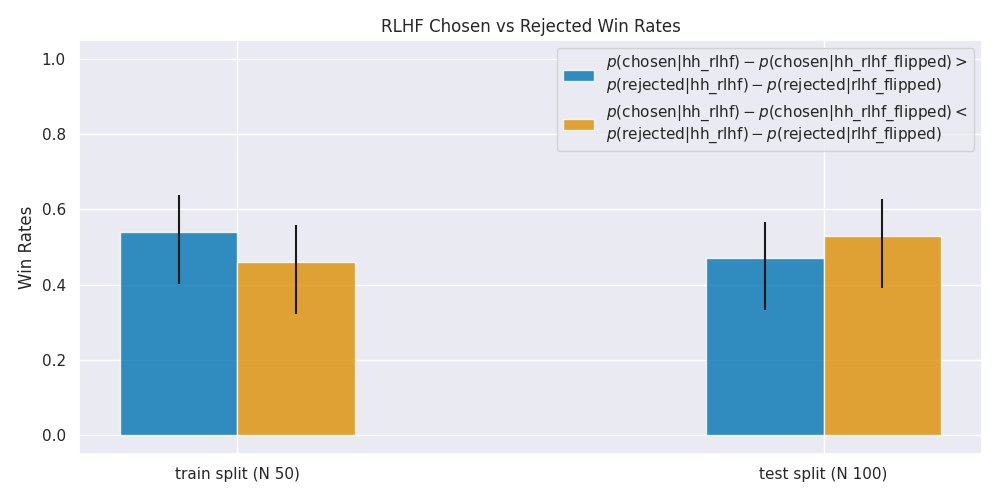 RLHF Chosen vs Rejected Win Rates
p(chosen|hh_rlhf) − p(chosen|hh_rlhf_flipped) >
p(rejected|hh_rlhf) − p(rejected|rlhf_flipped)
p(chosen|hh_rlhf) − p(chosen|hh_rlhf_flipped) <
p(rejected|hh_rlhf) − p(rejected|rlhf_flipped)
Win Rates
1.0
0.8
0.6
0.4
0.2
0.0
train split (N 50)
test split (N 100)